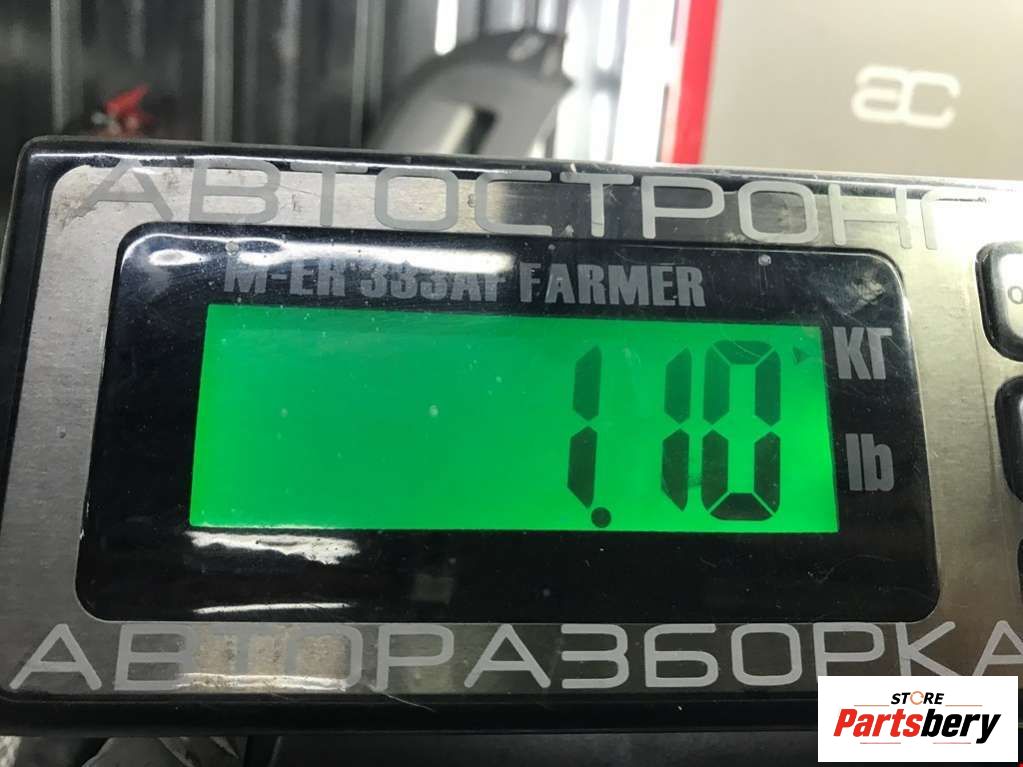 ac
АВТОСТРОНГ
M-ER 333AF FARMER
1.10
КГ
lb
АВТОРАЗБОРКА
STORE
Partsbery